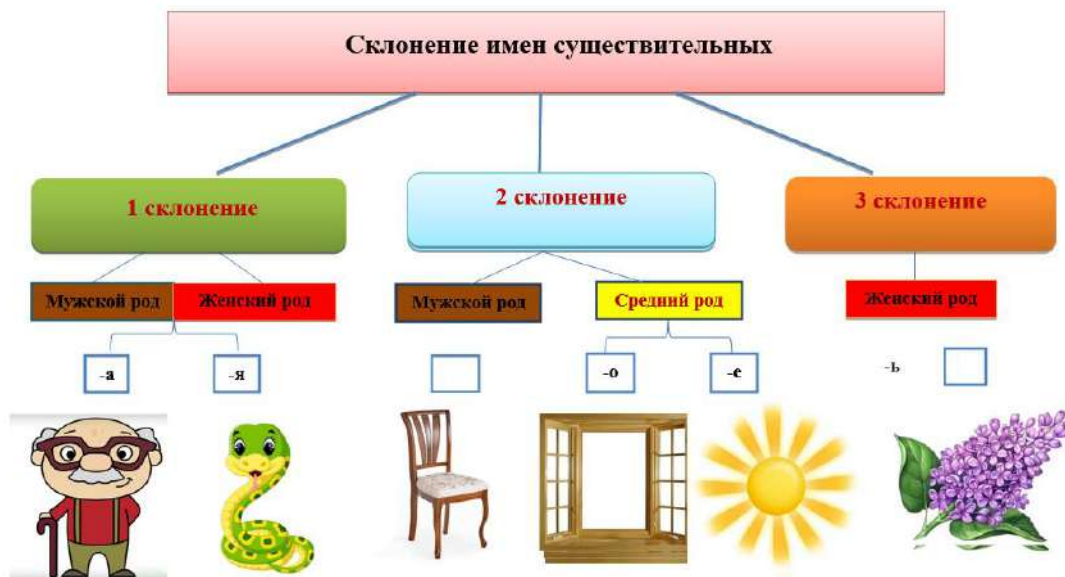 Склонение имен существительных
1 склонение
2 склонение
3 склонение
Мужской род
Женский род
Мужской род
Средний род
Женский род
-а
-я
-о
-е
-ь